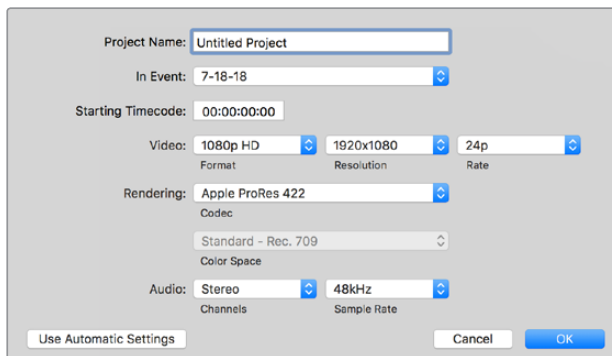 Project Name: Untitled Project
In Event: 7-18-18
Starting Timecode: 00:00:00:00
Video: 1080p HD 1920x1080 24p
Format Resolution Rate
Rendering: Apple ProRes 422
Codec
Standard - Rec. 709
Color Space
Audio: Stereo 48kHz
Channels Sample Rate
Use Automatic Settings Cancel OK